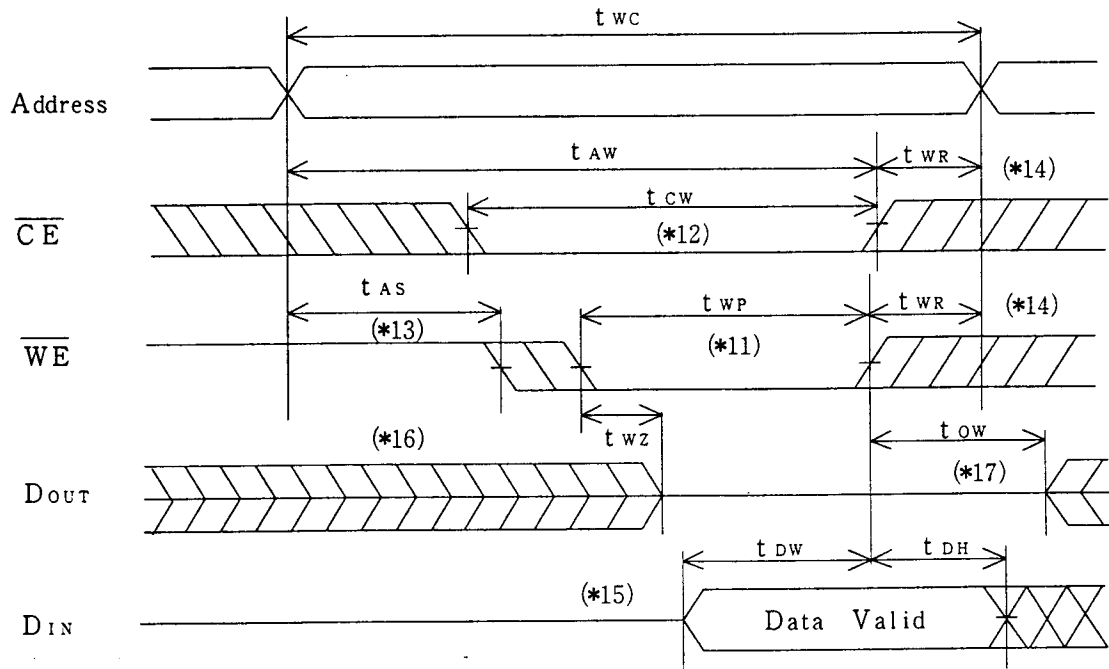 t WC
Address
t AW
t WR
(*14)
t CW
CE
(*12)
t AS
t WP
t WR
(*14)
(*13)
(*11)
WE
t WZ
t OW
(*16)
(*17)
DOUT
t DW
t DH
(*15)
DIN
Data Valid